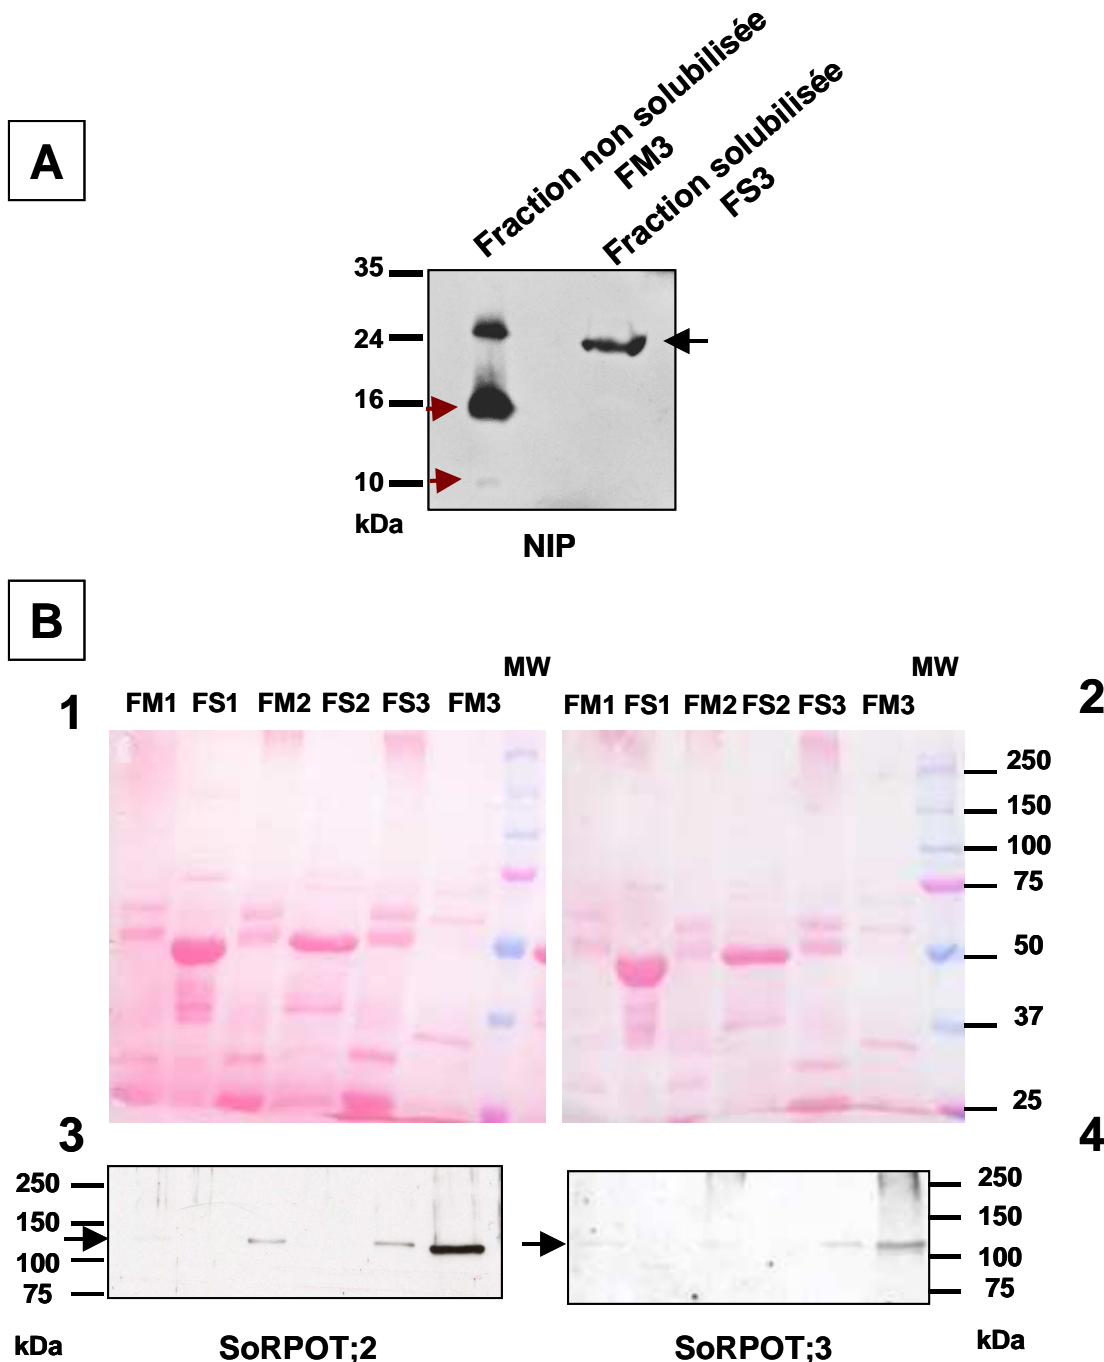 A
Fraction non solubilisée
FM3
Fraction solubilisée
FS3
35
24
16
10
kDa
NIP
B
MW
MW
1
FM1 FS1 FM2 FS2 FS3 FM3
FM1 FS1 FM2 FS2 FS3 FM3
2
250
150
100
75
50
37
25
3
4
250
150
100
75
kDa
250
150
100
75
kDa
SoRPOT;2
SoRPOT;3